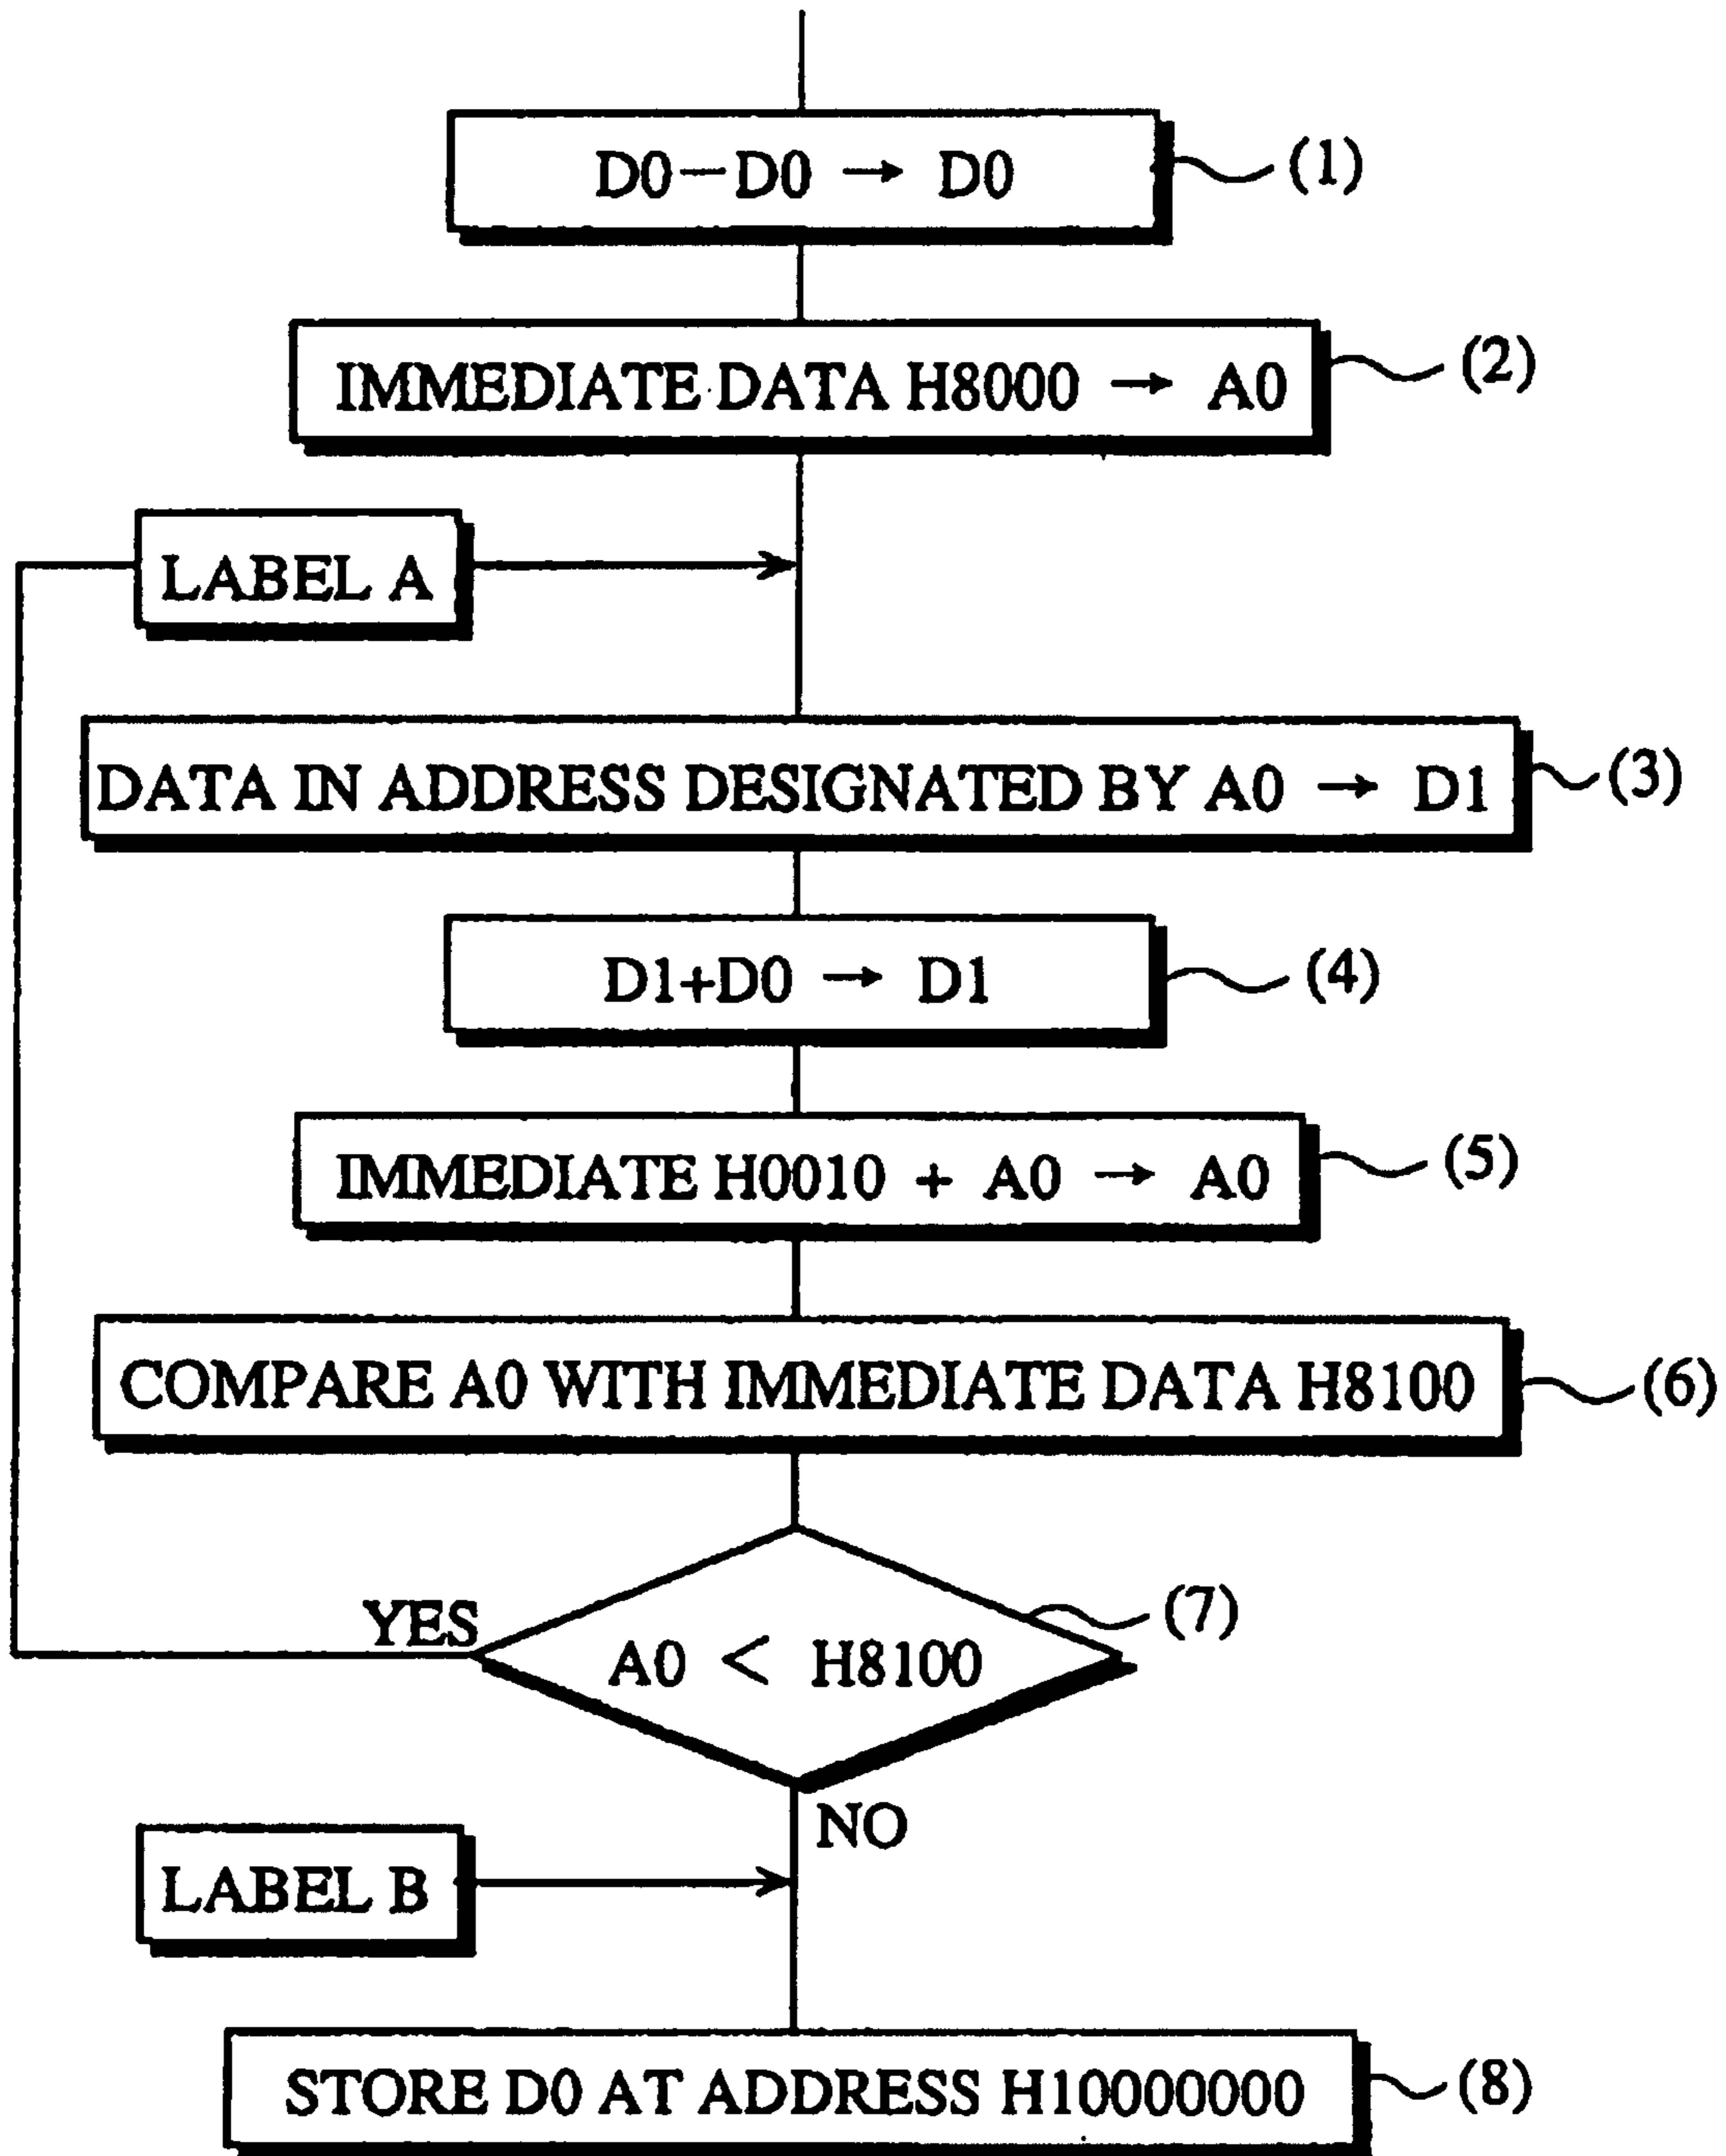 D0－D0 → D0
(1)
IMMEDIATE DATA H8000 → A0
(2)
LABEL A
DATA IN ADDRESS DESIGNATED BY A0 → D1
(3)
D1+D0 → D1
(4)
IMMEDIATE H0010 + A0 → A0
(5)
COMPARE A0 WITH IMMEDIATE DATA H8100
(6)
YES
A0 < H8100
(7)
NO
LABEL B
STORE D0 AT ADDRESS H10000000
(8)